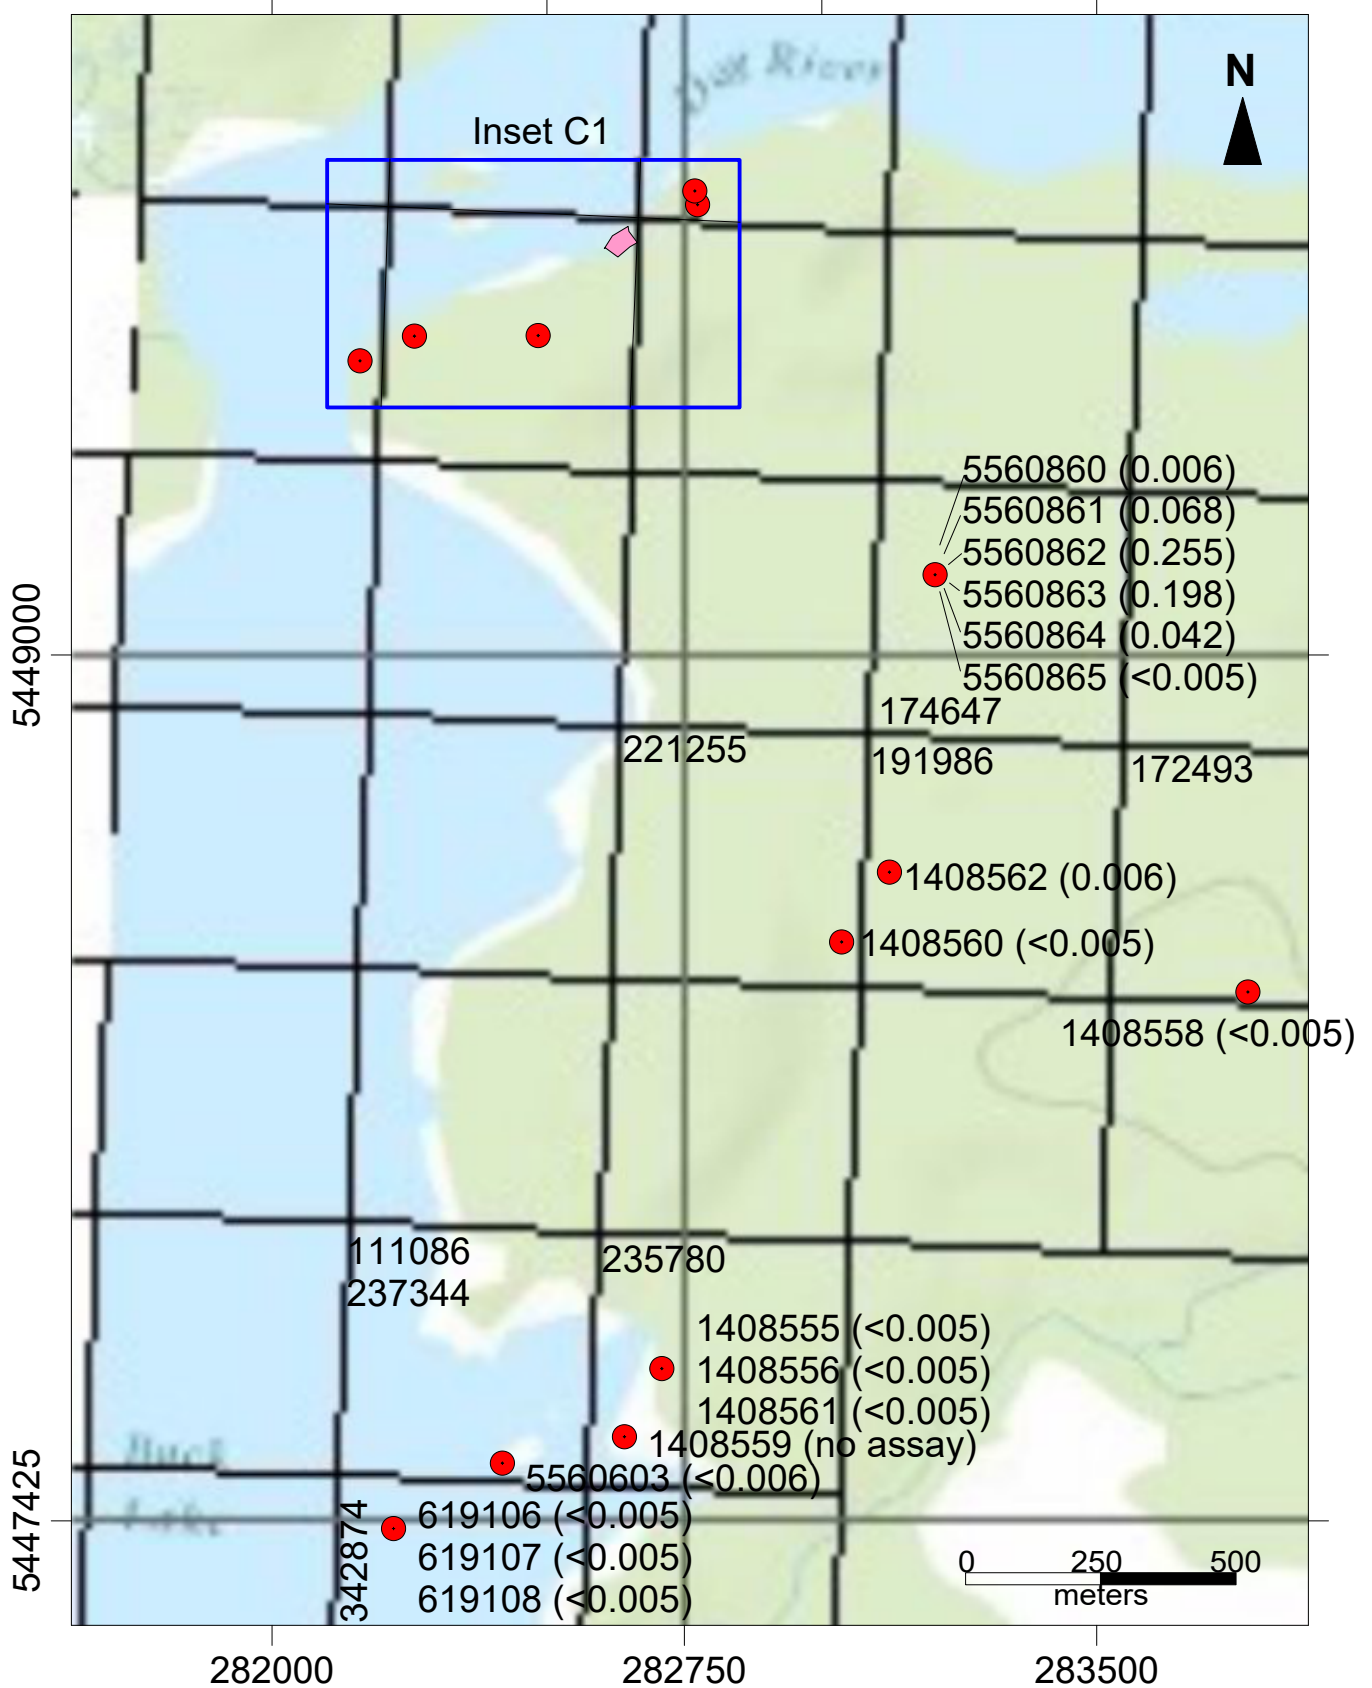 River
N
Inset C1
5560860 (0.006)
5560861 (0.068)
5560862 (0.255)
5560863 (0.198)
5560864 (0.042)
5560865 (<0.005)
5449000
174647
221255
191986
172493
1408562 (0.006)
1408560 (<0.005)
1408558 (<0.005)
111086
235780
237344
1408555 (<0.005)
1408556 (<0.005)
1408561 (<0.005)
1408559 (no assay)
Buck
Lake
5560603 (<0.006)
619106 (<0.005)
619107 (<0.005)
619108 (<0.005)
342874
5447425
0 250 500
meters
282000 282750 283500